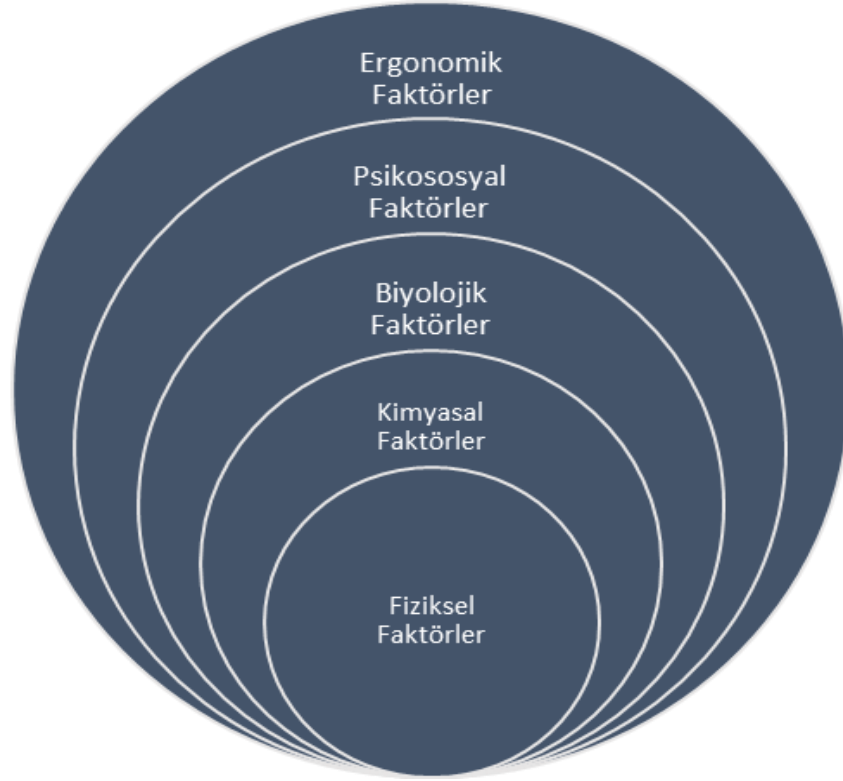 Ergonomik
Faktörler
Psikososyal
Faktörler
Biyolojik
Faktörler
Kimyasal
Faktörler
Fiziksel
Faktörler